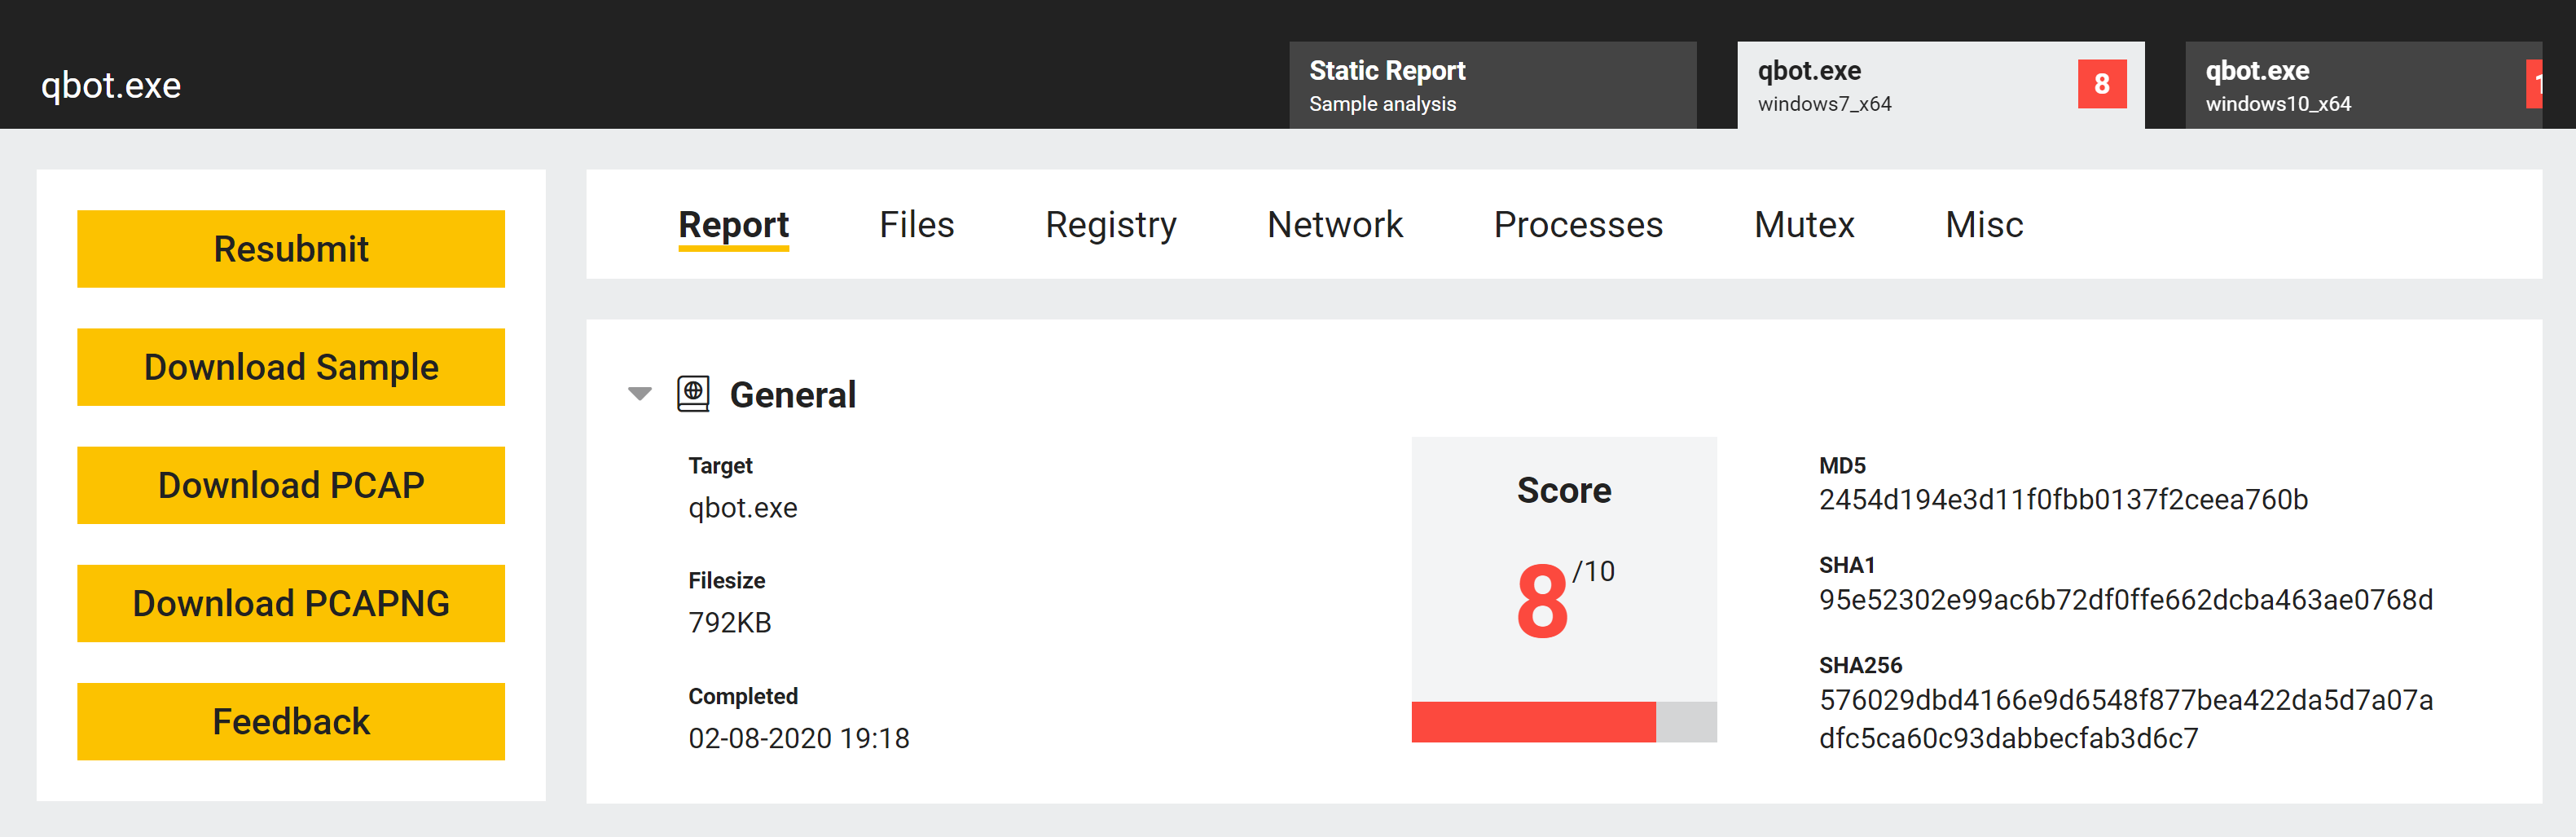 qbot.exe
Static Report
Sample analysis
qbot.exe
windows7_x64
8
qbot.exe
windows10_x64
Resubmit
Download Sample
Download PCAP
Download PCAPNG
Feedback
Report Files Registry Network Processes Mutex Misc
General
Target
qbot.exe
Filesize
792KB
Completed
02-08-2020 19:18
Score
8/10
MD5
2454d194e3d11f0fbb0137f2ceea760b
SHA1
95e52302e99ac6b72df0ffe662dcba463ae0768d
SHA256
576029dbd4166e9d6548f877bea422da5d7a07a
dfc5ca60c93dabbecfab3d6c7